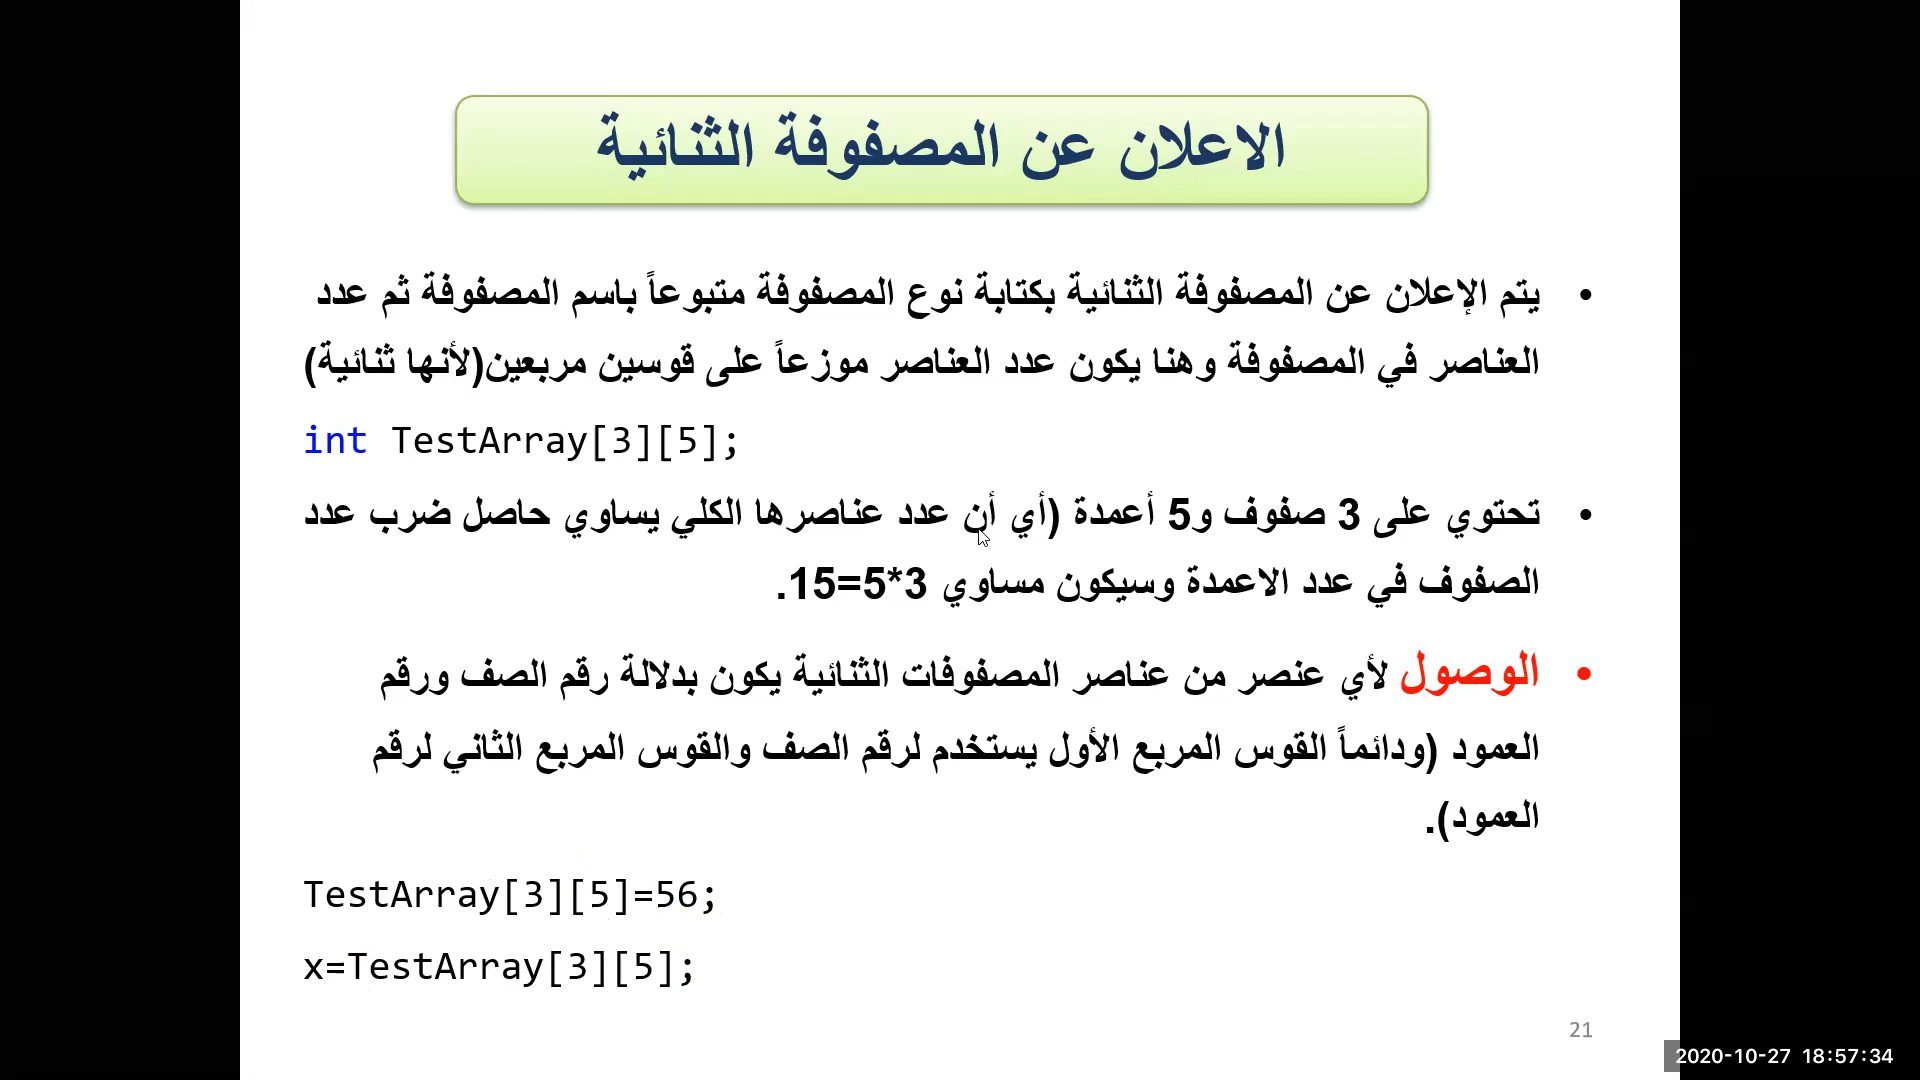 الاعلان عن المصفوفة الثنائية
• يتم الإعلان عن المصفوفة الثنائية بكتابة نوع المصفوفة متبوعاً باسم المصفوفة ثم عدد
العناصر في المصفوفة وهنا يكون عدد العناصر موزعاً على قوسين مربعين(لأنها ثنائية)
int TestArray[3][5];
• تحتوي على 3 صفوف و5 أعمدة (أي أن عدد عناصرها الكلي يساوي حاصل ضرب عدد
الصفوف في عدد الاعمدة وسيكون مساوي 3*5=15.
• الوصول لأي عنصر من عناصر المصفوفات الثنائية يكون بدلالة رقم الصف ورقم
العمود (ودائماً القوس المربع الأول يستخدم لرقم الصف والقوس المربع الثاني لرقم
العمود).
TestArray[3][5]=56;
x=TestArray[3][5];
21
2020-10-27 18:57:34